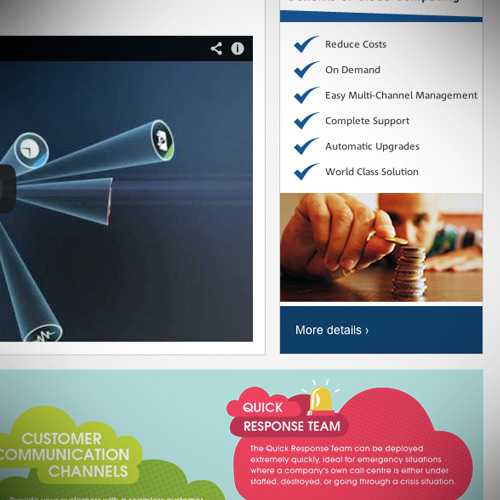 Reduce Costs
On Demand
Easy Multi-Channel Management
Complete Support
Automatic Upgrades
World Class Solution
More details ›
CUSTOMER
COMMUNICATION
CHANNELS
QUICK
RESPONSE TEAM
The Quick Response Team can be deployed
extremely quickly, ideal for emergency situations
where a company's own call centre is either under
staffed, destroyed, or going through a crisis situation.